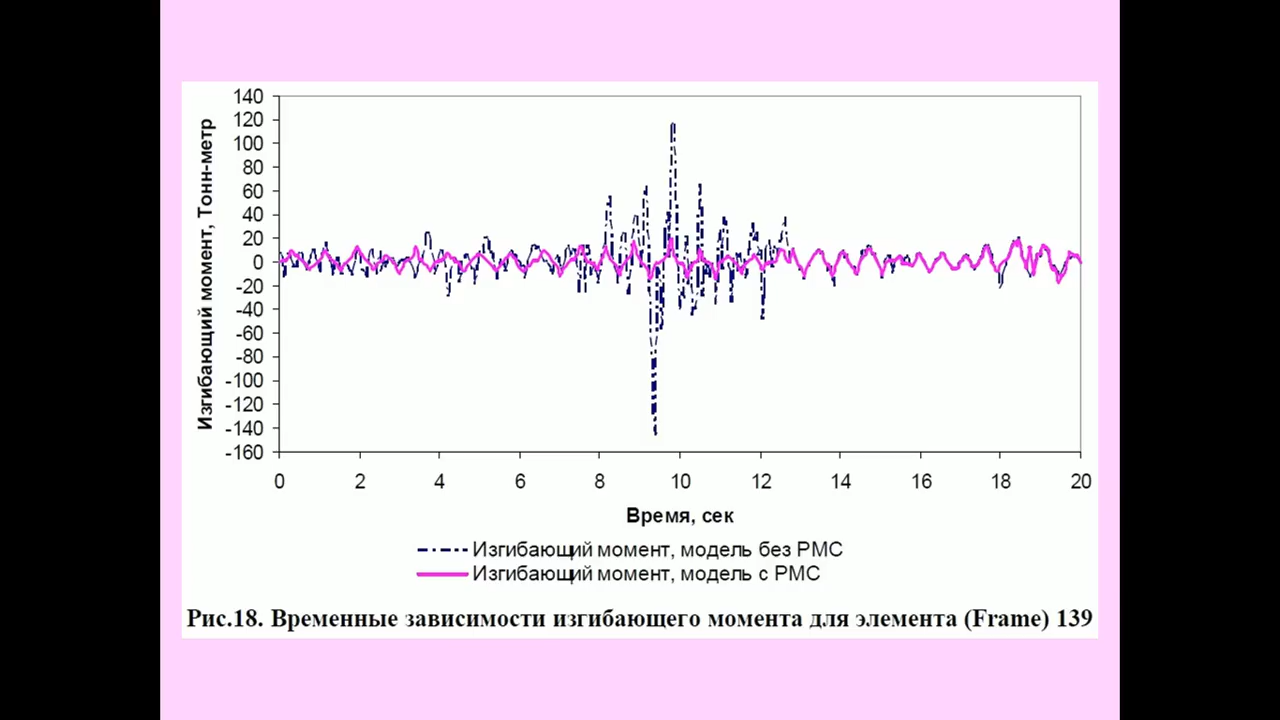 Изгибающий момент, Тонн-метр
140
120
100
80
60
40
20
0
-20
-40
-60
-80
-100
-120
-140
-160
0 2 4 6 8 10 12 14 16 18 20
Время, сек
Изгибающий момент, модель без РМС
Изгибающий момент, модель с РМС
Рис.18. Временные зависимости изгибающего момента для элемента (Frame) 139